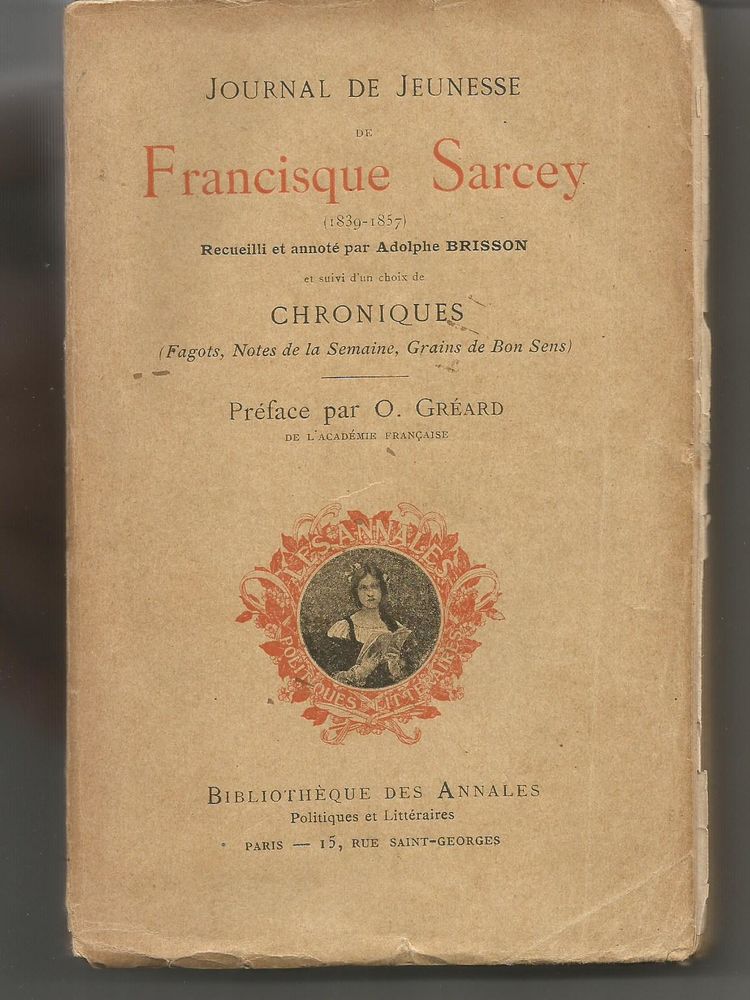 JOURNAL DE JEUNESSE
DE
Francisque Sarcey
(1839-1857)
Recueilli et annoté par Adolphe BRISSON
et suivi d'un choix de
CHRONIQUES
(Fagots, Notes de la Semaine, Grains de Bon Sens)
Préface par O. GRÉARD
DE L'ACADÉMIE FRANÇAISE
LES ANNALES
POLITIQUES & LITTÉRAIRES
BIBLIOTHÈQUE DES ANNALES
Politiques et Littéraires
PARIS — 15, RUE SAINT-GEORGES